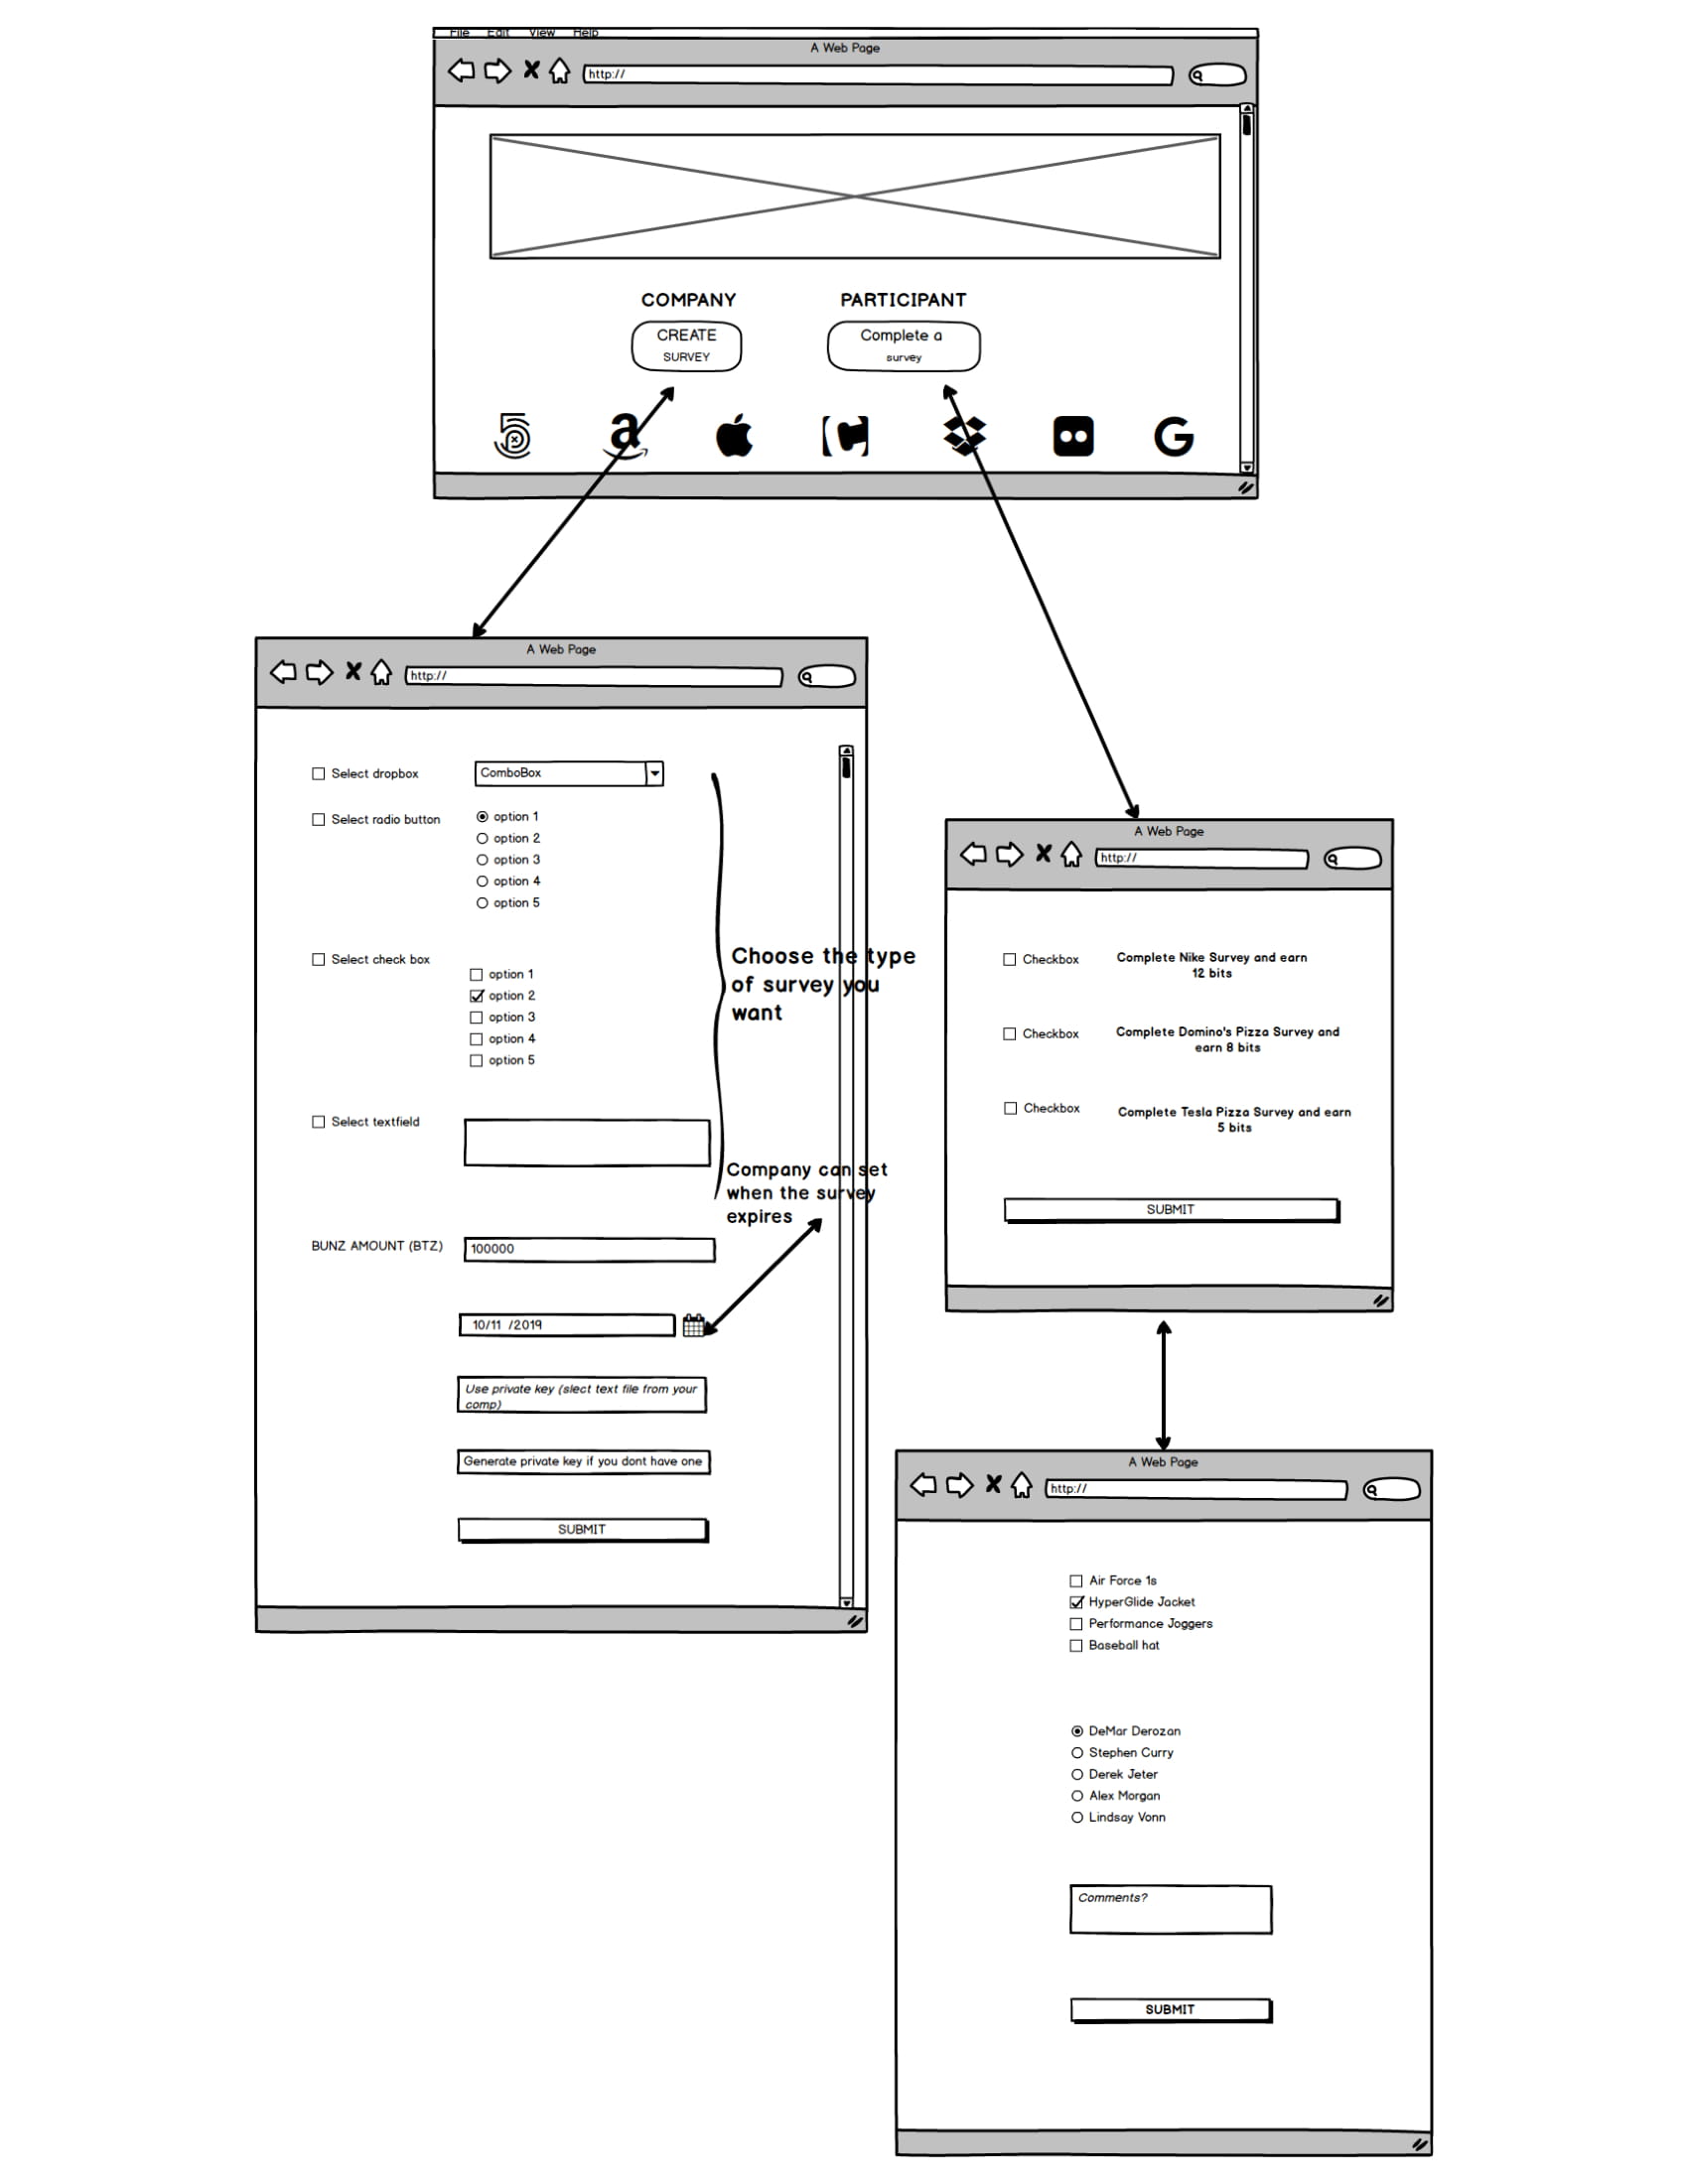 File Edit View Help
A Web Page
http://
COMPANY
PARTICIPANT
CREATE
SURVEY
Complete a
survey
A Web Page
http://
Select dropbox
ComboBox
Select radio button
option 1
option 2
option 3
option 4
option 5
Select check box
option 1
option 2
option 3
option 4
option 5
Choose the type
of survey you
want
Select textfield
Company can set
when the survey
expires
BUNZ AMOUNT (BTZ)
100000
10/11 /2019
Use private key (slect text file from your
comp)
Generate private key if you dont have one
SUBMIT
A Web Page
http://
Checkbox
Complete Nike Survey and earn
12 bits
Checkbox
Complete Domino's Pizza Survey and
earn 8 bits
Checkbox
Complete Tesla Pizza Survey and earn
5 bits
SUBMIT
A Web Page
http://
Air Force 1s
HyperGlide Jacket
Performance Joggers
Baseball hat
DeMar Derozan
Stephen Curry
Derek Jeter
Alex Morgan
Lindsay Vonn
Comments?
SUBMIT